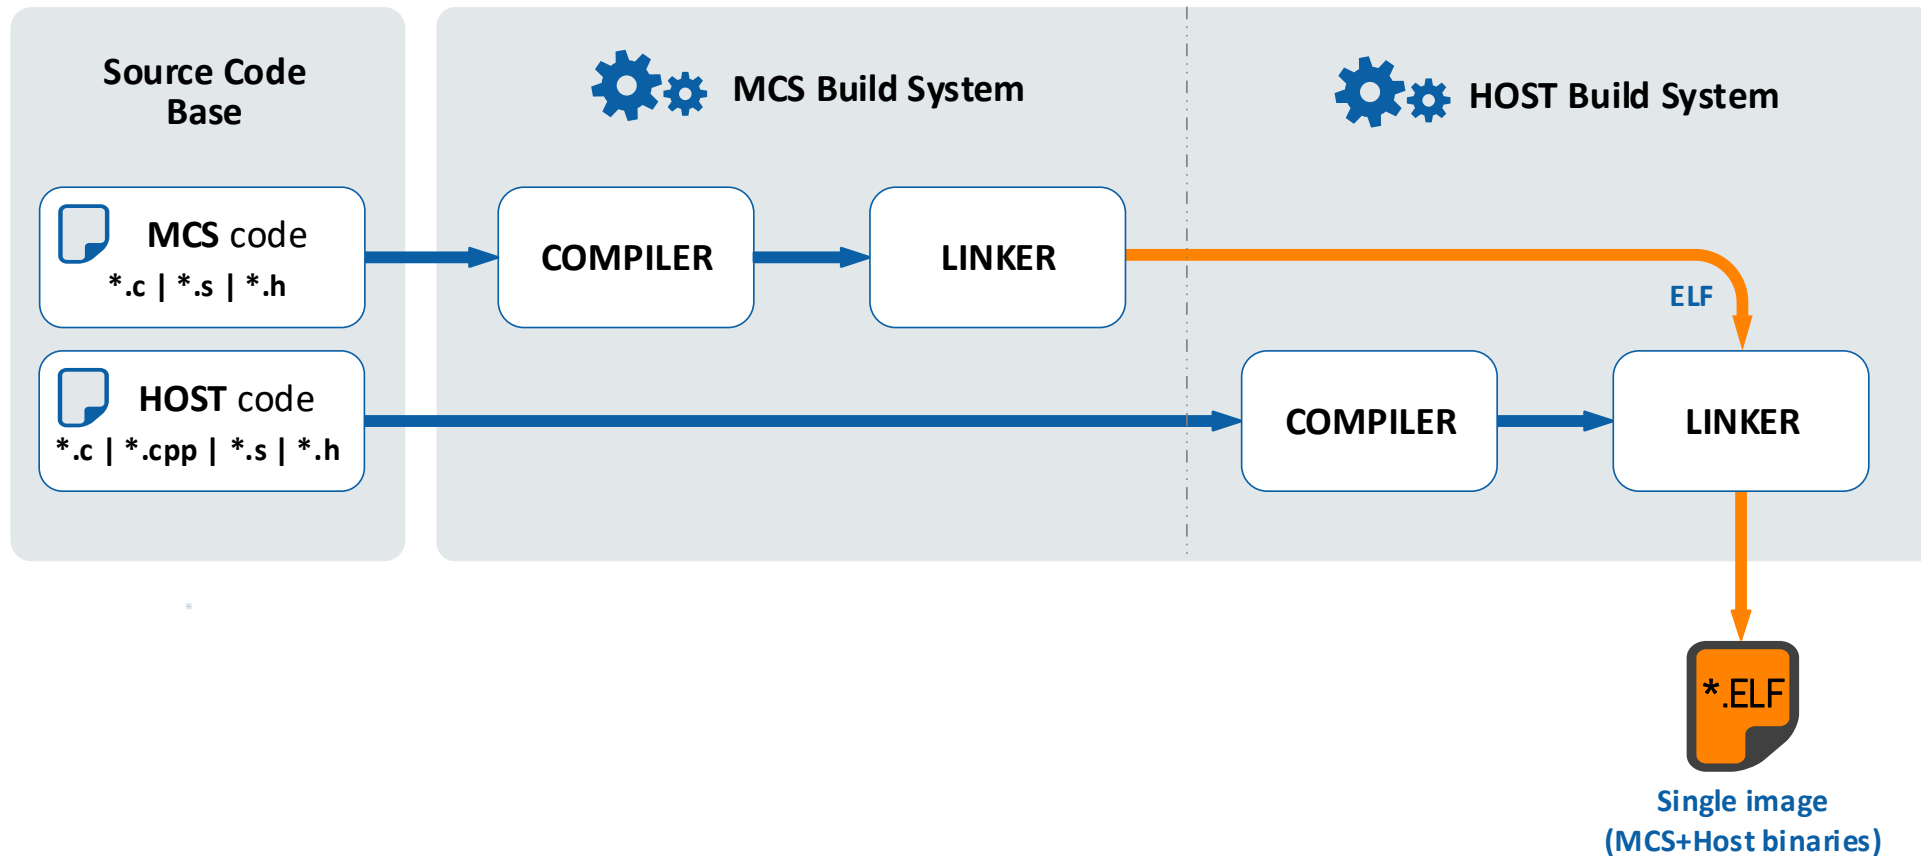 Source Code
Base
MCS Build System
HOST Build System
MCS code
*.c | *.s | *.h
COMPILER
LINKER
ELF
HOST code
*.c | *.cpp | *.s | *.h
COMPILER
LINKER
*.ELF
Single image
(MCS+Host binaries)